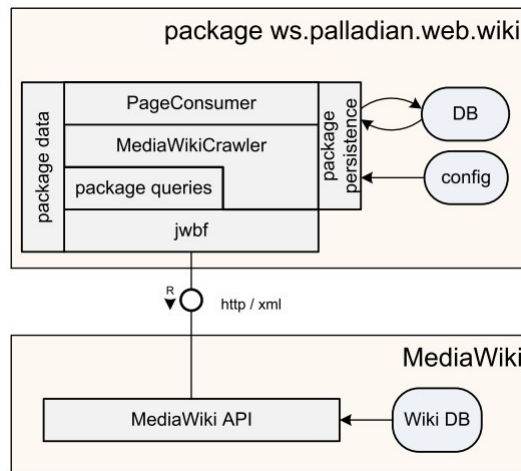 package ws.palladian.web.wiki
package data
PageConsumer
MediaWikiCrawler
package queries
jwbf
package
persistence
DB
config
R
http / xml
MediaWiki
MediaWiki API
Wiki DB